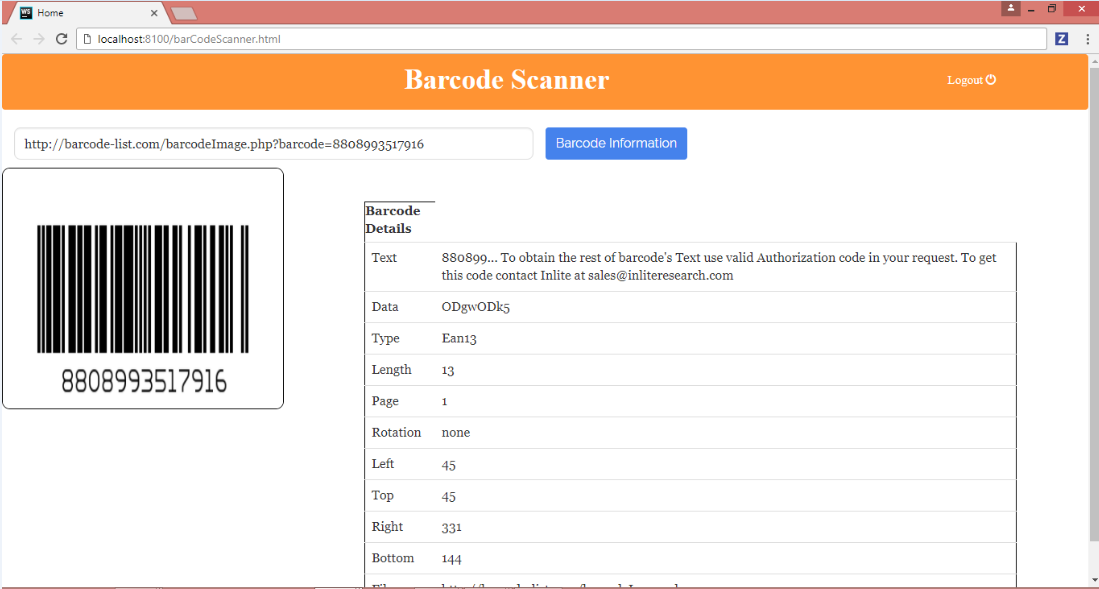 Home
localhost:8100/barCodeScanner.html
Z
Barcode Scanner
Logout
http://barcode-list.com/barcodeImage.php?barcode=8808993517916
Barcode Information
8808993517916
Barcode
Details
Text 880899... To obtain the rest of barcode's Text use valid Authorization code in your request. To get
this code contact Inlite at sales@inliteresearch.com
Data ODgwODk5
Type Ean13
Length 13
Page 1
Rotation none
Left 45
Top 45
Right 331
Bottom 144